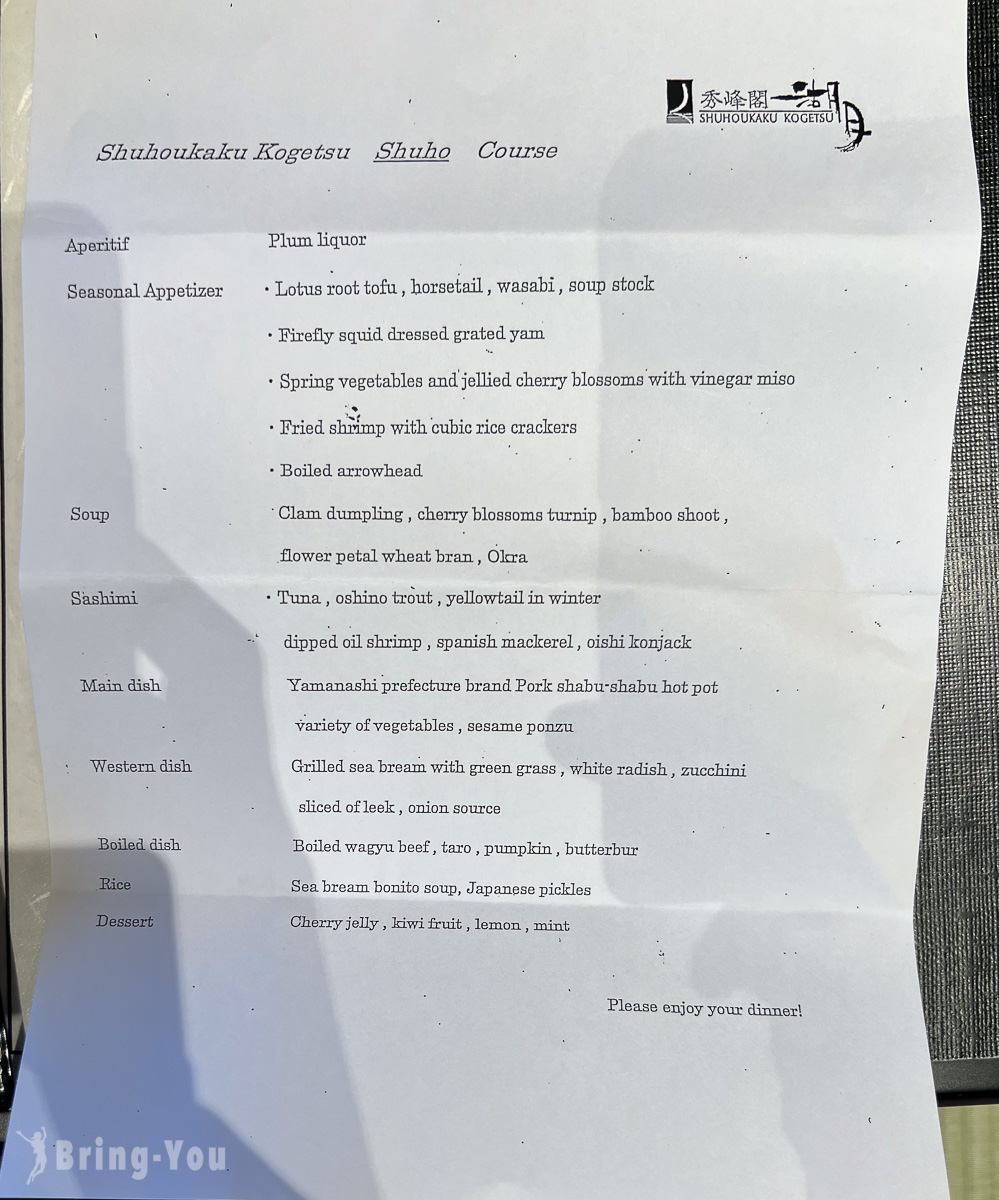 秀峰閣 湖月
SHUHOUKAKU KOGETSU
Shuhoukaku Kogetsu Shuho Course
Aperitif Plum liquor
Seasonal Appetizer ・Lotus root tofu , horsetail , wasabi , soup stock
・Firefly squid dressed grated yam
・Spring vegetables and jellied cherry blossoms with vinegar miso
・Fried shrimp with cubic rice crackers
・Boiled arrowhead
Soup ・Clam dumpling , cherry blossoms turnip , bamboo shoot ,
flower petal wheat bran , Okra
Sashimi ・Tuna , oshino trout , yellowtail in winter
dipped oil shrimp , spanish mackerel , oishi konjack
Main dish Yamanashi prefecture brand Pork shabu-shabu hot pot
variety of vegetables , sesame ponzu
Western dish Grilled sea bream with green grass , white radish , zucchini
sliced of leek , onion source
Boiled dish Boiled wagyu beef , taro , pumpkin , butterbur
Rice Sea bream bonito soup, Japanese pickles
Dessert Cherry jelly , kiwi fruit , lemon , mint
Please enjoy your dinner!
Bring-You